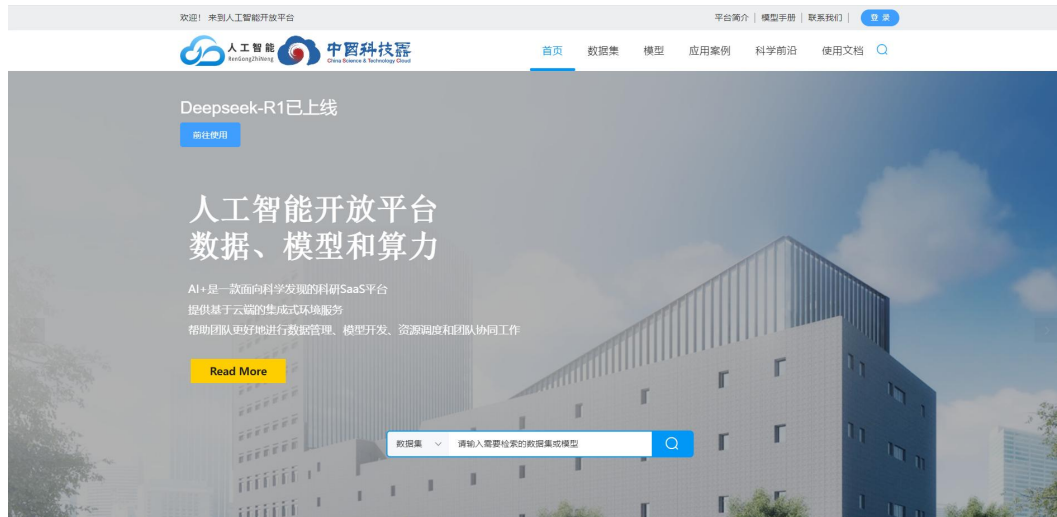 欢迎! 来到人工智能开放平台
平台简介 | 模型手册 | 联系我们 | 登 录
人工智能
RenGongZhiNeng
中国科技云
China Science & Technology Cloud
首页 数据集 模型 应用案例 科学前沿 使用文档
Deepseek-R1已上线
前往使用
人工智能开放平台
数据、模型和算力
AI+是一款面向科学发现的科研SaaS平台
提供基于云端的集成式环境服务
帮助团队更好地进行数据管理、模型开发、资源调度和团队协同工作
Read More
数据集 请输入需要检索的数据集或模型